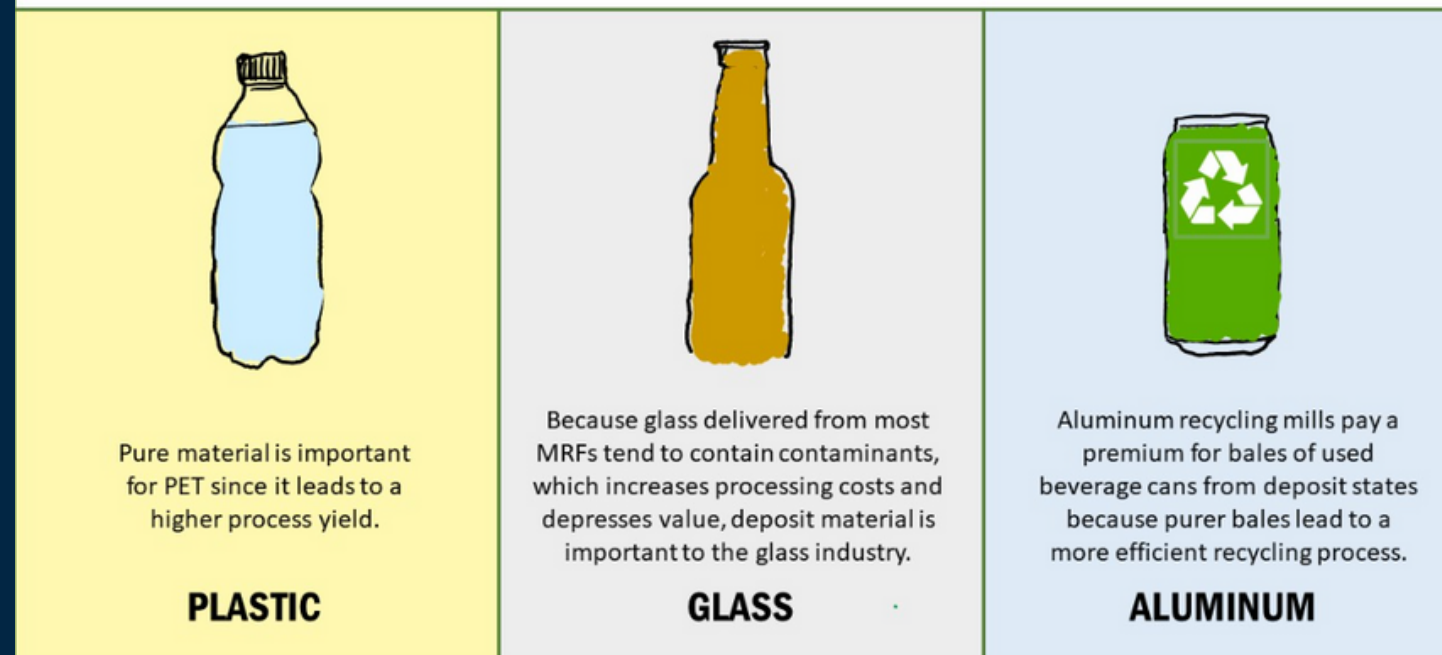 Pure material is important
for PET since it leads to a
higher process yield.
PLASTIC
Because glass delivered from most
MRFs tend to contain contaminants,
which increases processing costs and
depresses value, deposit material is
important to the glass industry.
GLASS
Aluminum recycling mills pay a
premium for bales of used
beverage cans from deposit states
because purer bales lead to a
more efficient recycling process.
ALUMINUM